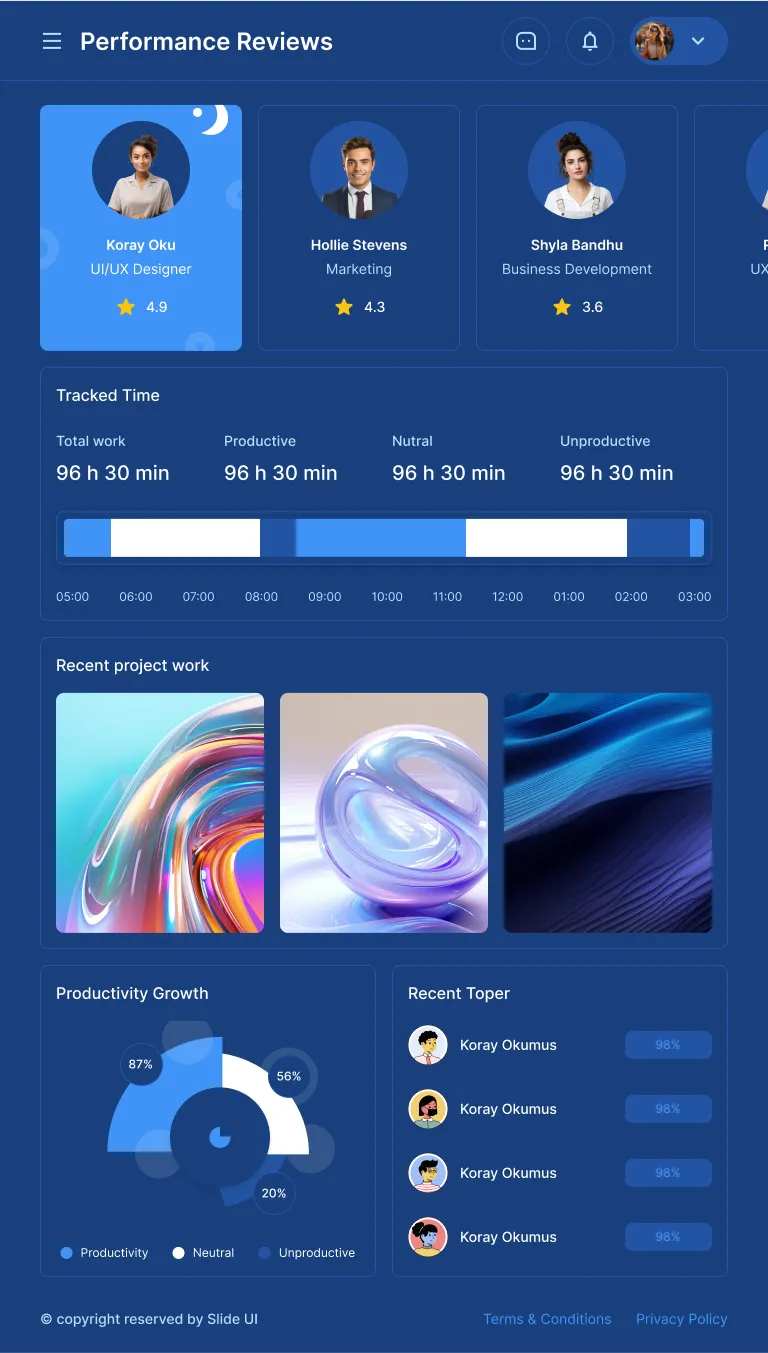 Performance Reviews
Koray Oku
UI/UX Designer
4.9
Hollie Stevens
Marketing
4.3
Shyla Bandhu
Business Development
3.6
UX
Tracked Time
Total work
96 h 30 min
Productive
96 h 30 min
Nutral
96 h 30 min
Unproductive
96 h 30 min
05:00 06:00 07:00 08:00 09:00 10:00 11:00 12:00 01:00 02:00 03:00
Recent project work
Productivity Growth
87%
56%
20%
Productivity Neutral Unproductive
Recent Toper
Koray Okumus 98%
Koray Okumus 98%
Koray Okumus 98%
Koray Okumus 98%
© copyright reserved by Slide UI
Terms & Conditions Privacy Policy